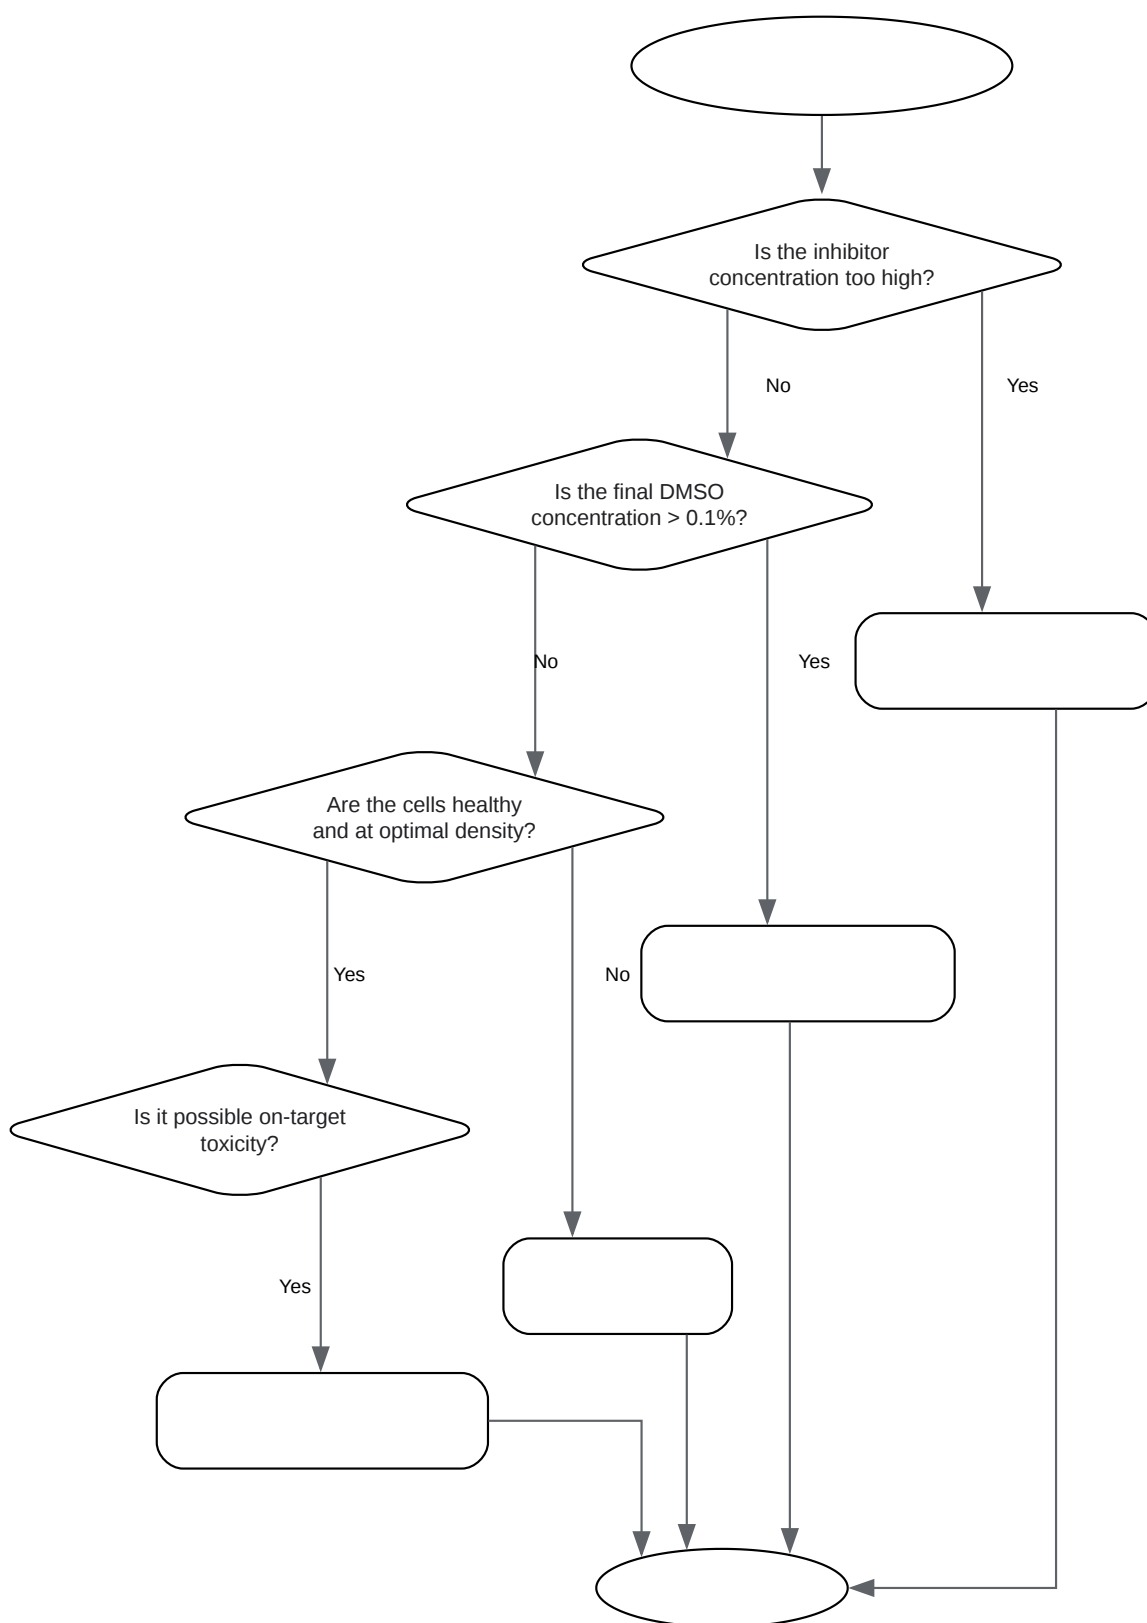 Is the inhibitor
concentration too high?
No
Yes
Is the final DMSO
concentration > 0.1%?
No
Yes
Are the cells healthy
and at optimal density?
Yes
No
Is it possible on-target
toxicity?
Yes